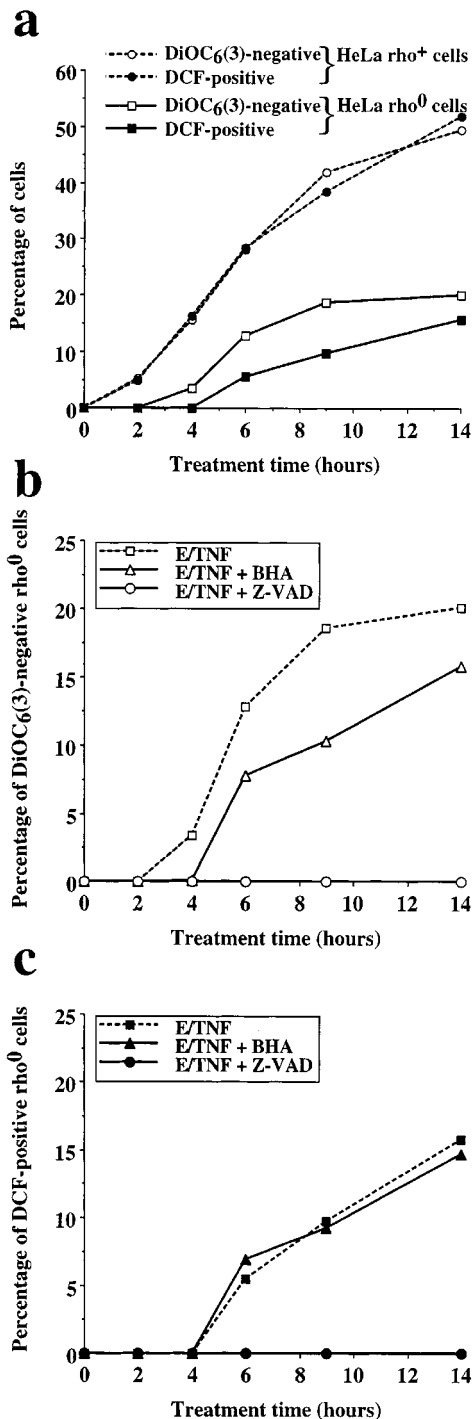 a
DiOC6(3)-negative } HeLa rho+ cells
DCF-positive
DiOC6(3)-negative } HeLa rho0 cells
DCF-positive
Percentage of cells
60
50
40
30
20
10
0
0 2 4 6 8 10 12 14
Treatment time (hours)
b
Percentage of DiOC6(3)-negative rho0 cells
E/TNF
E/TNF + BHA
E/TNF + Z-VAD
25
20
15
10
5
0
0 2 4 6 8 10 12 14
Treatment time (hours)
c
Percentage of DCF-positive rho0 cells
E/TNF
E/TNF + BHA
E/TNF + Z-VAD
25
20
15
10
5
0
0 2 4 6 8 10 12 14
Treatment time (hours)